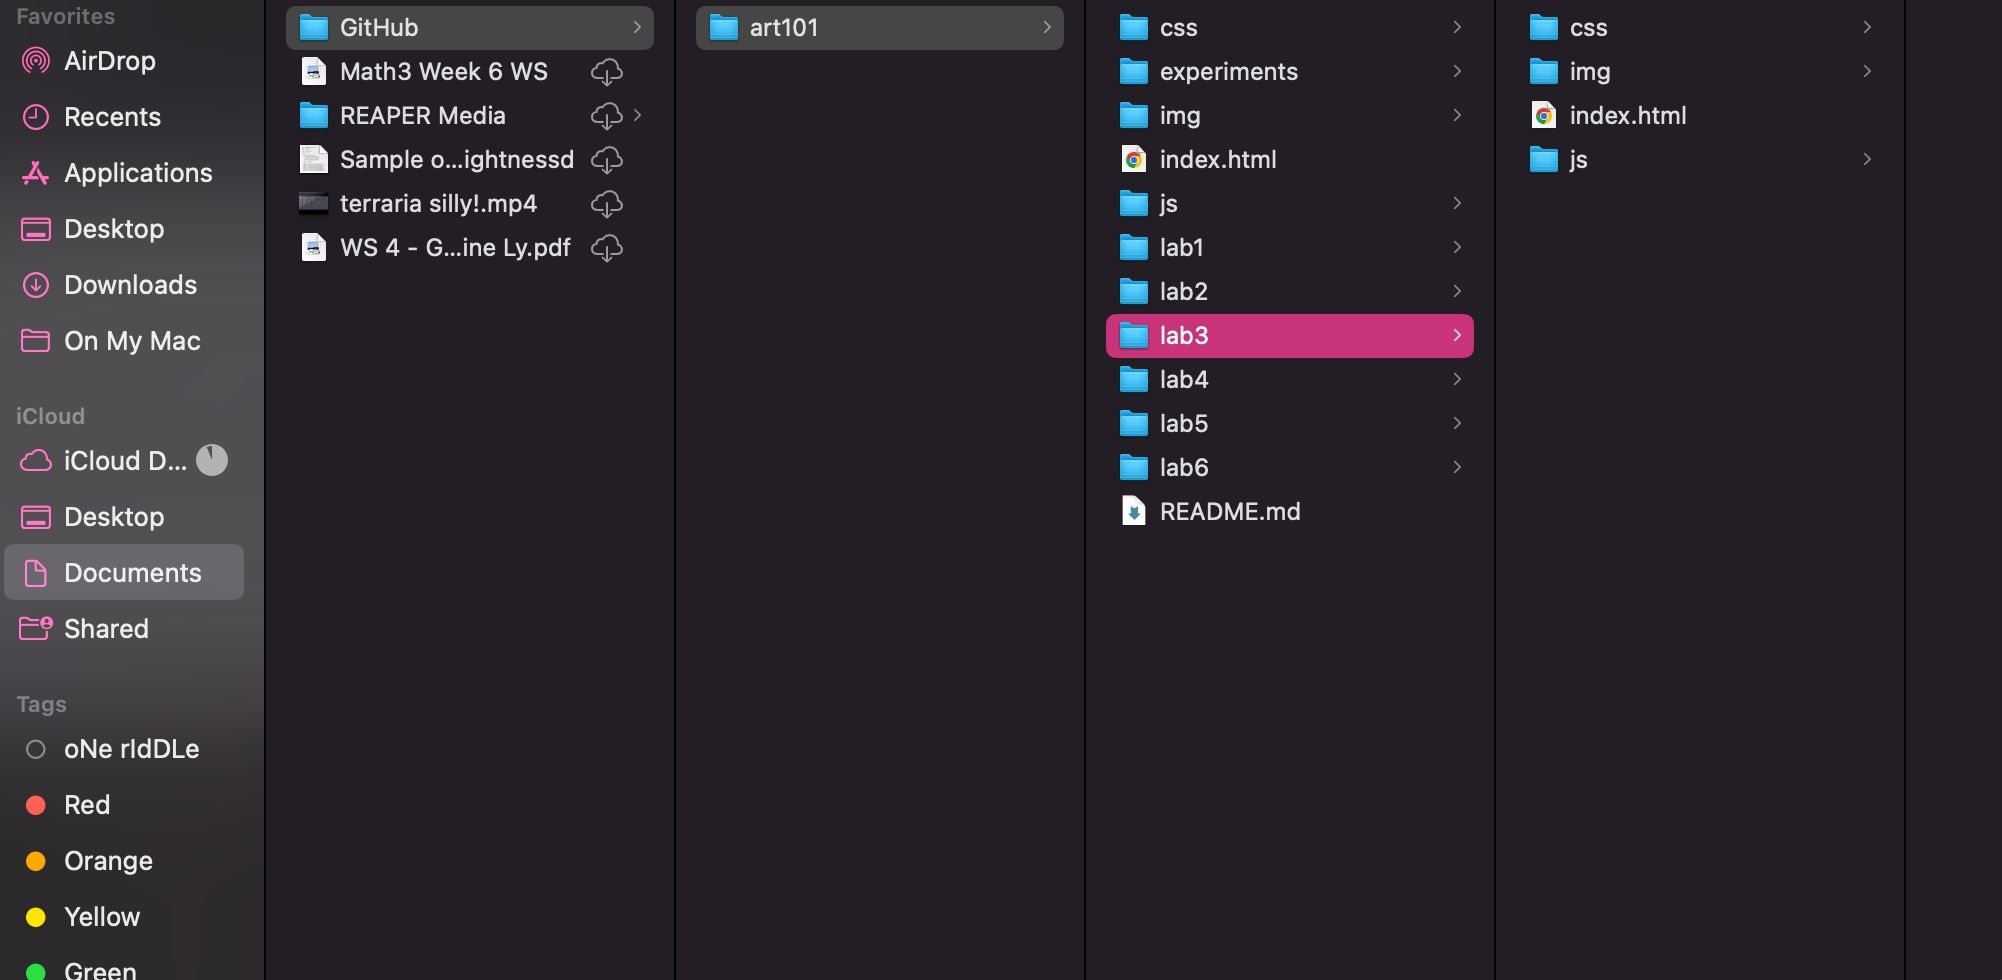 Favorites
AirDrop
Recents
Applications
Desktop
Downloads
On My Mac
iCloud
iCloud D...
Desktop
Documents
Shared
Tags
oNe rIdDLe
Red
Orange
Yellow
Green
GitHub
Math3 Week 6 WS
REAPER Media
Sample o...ightnessd
terraria silly!.mp4
WS 4 - G...ine Ly.pdf
art101
css
experiments
img
index.html
js
lab1
lab2
lab3
lab4
lab5
lab6
README.md
css
img
index.html
js